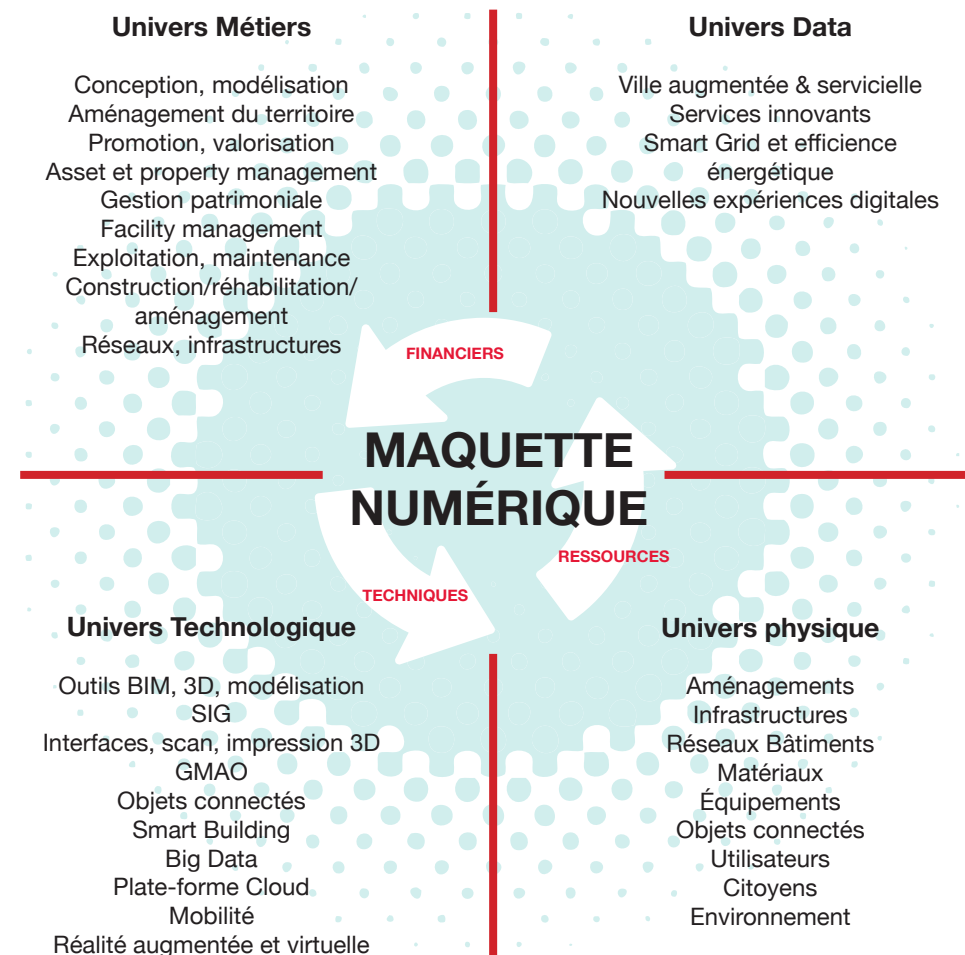 Univers Métiers
Conception, modélisation
Aménagement du territoire
Promotion, valorisation
Asset et property management
Gestion patrimoniale
Facility management
Exploitation, maintenance
Construction/réhabilitation/
aménagement
Réseaux, infrastructures
Univers Data
Ville augmentée & servicielle
Services innovants
Smart Grid et efficience
énergétique
Nouvelles expériences digitales
FINANCIERS
MAQUETTE
NUMÉRIQUE
RESSOURCES
TECHNIQUES
Univers Technologique
Outils BIM, 3D, modélisation
SIG
Interfaces, scan, impression 3D
GMAO
Objets connectés
Smart Building
Big Data
Plate-forme Cloud
Mobilité
Réalité augmentée et virtuelle
Univers physique
Aménagements
Infrastructures
Réseaux Bâtiments
Matériaux
Équipements
Objets connectés
Utilisateurs
Citoyens
Environnement